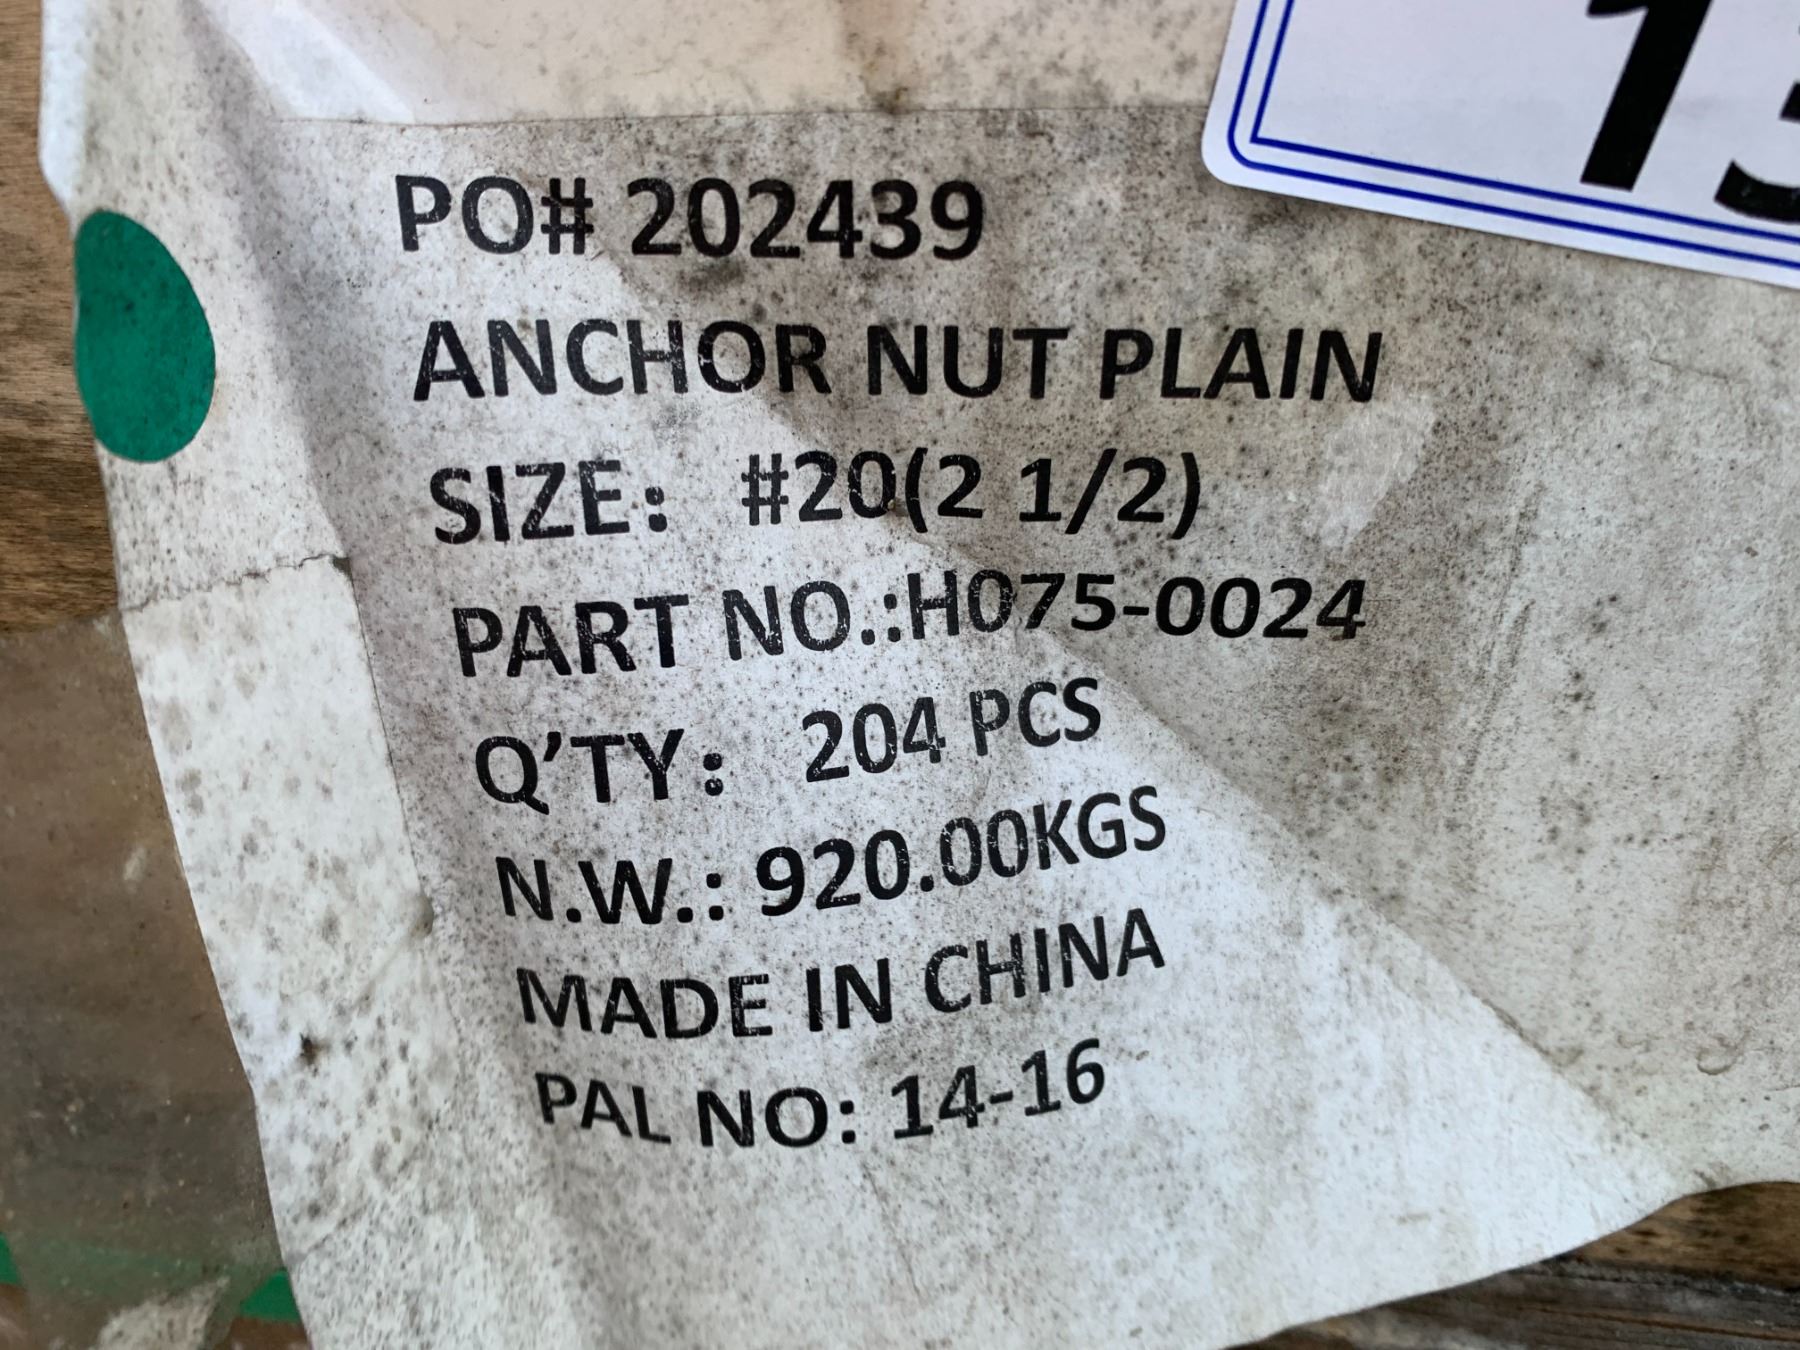 PO# 202439
ANCHOR NUT PLAIN
SIZE: #20(2 1/2)
PART NO.:H075-0024
Q'TY: 204 PCS
N.W.: 920.00KGS
MADE IN CHINA
PAL NO: 14-16